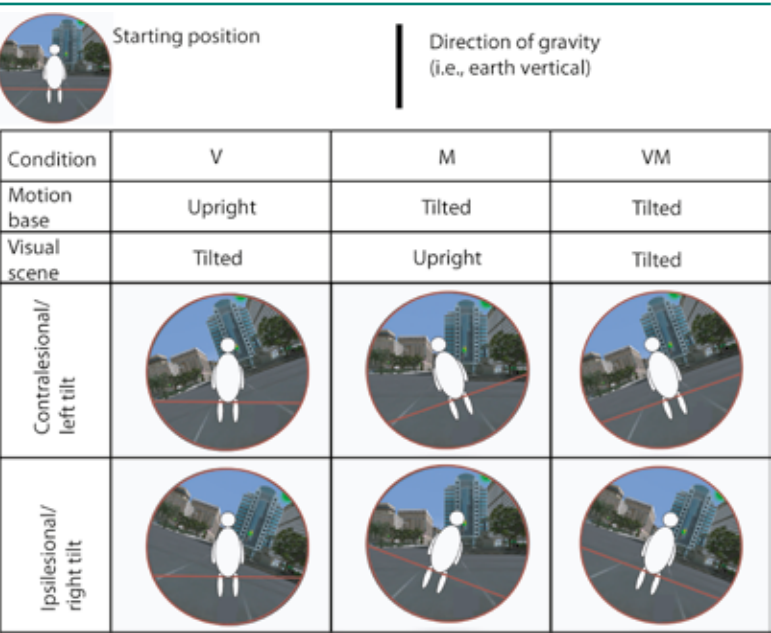 Starting position
Direction of gravity
(i.e., earth vertical)
Condition
V
M
VM
Motion
base
Upright
Tilted
Tilted
Visual
scene
Tilted
Upright
Tilted
Contralesional/
left tilt
Ipsilesional/
right tilt